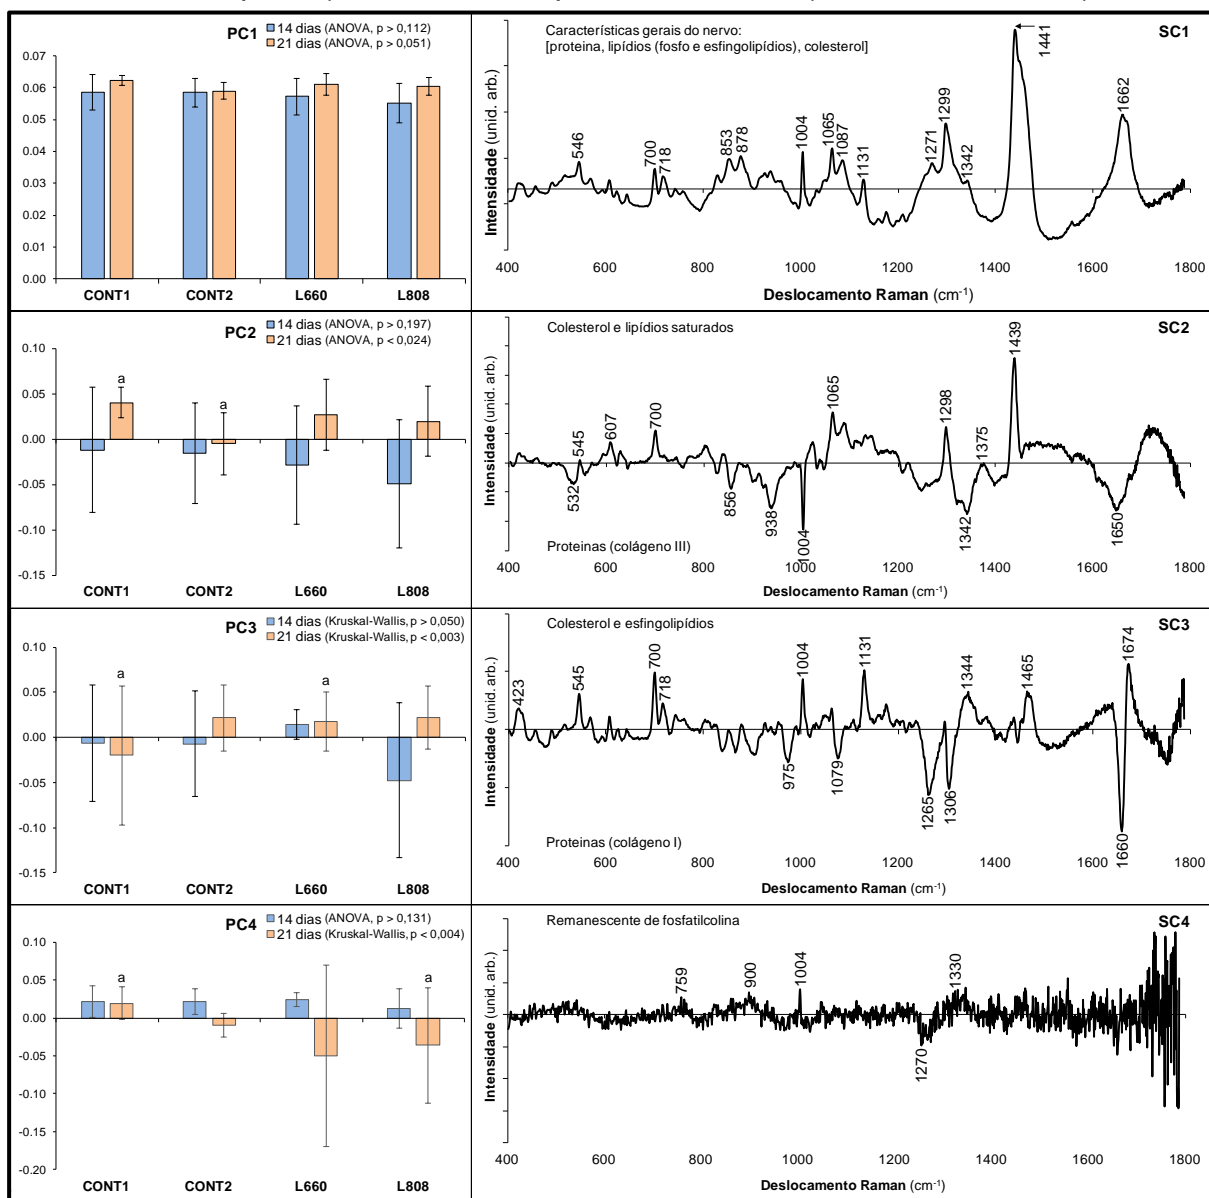 PC1
14 dias (ANOVA, p > 0,112)
21 dias (ANOVA, p > 0,051)
0.07
0.06
0.05
0.04
0.03
0.02
0.01
0.00
CONT1 CONT2 L660 L808
Características gerais do nervo:
[proteina, lipídios (fosfo e esfingolipídios), colesterol]
SC1
Intensidade (unid. arb.)
546 700 718 853 878 1004 1065 1087 1131 1271 1299 1342 1441 1662
400 600 800 1000 1200 1400 1600 1800
Deslocamento Raman (cm-1)
PC2
14 dias (ANOVA, p > 0,197)
21 dias (ANOVA, p < 0,024)
0.10
0.05
0.00
-0.05
-0.10
-0.15
a a
CONT1 CONT2 L660 L808
Colesterol e lipídios saturados
SC2
Intensidade (unid. arb.)
532 545 607 700 856 938 1004 1065 1298 1342 1375 1439 1650
Proteinas (colágeno III)
400 600 800 1000 1200 1400 1600 1800
Deslocamento Raman (cm-1)
PC3
14 dias (Kruskal-Wallis, p > 0,050)
21 dias (Kruskal-Wallis, p < 0,003)
0.10
0.05
0.00
-0.05
-0.10
-0.15
a a
CONT1 CONT2 L660 L808
Colesterol e esfingolipídios
SC3
Intensidade (unid. arb.)
423 545 700 718 975 1004 1079 1131 1265 1306 1344 1465 1660 1674
Proteinas (colágeno I)
400 600 800 1000 1200 1400 1600 1800
Deslocamento Raman (cm-1)
PC4
14 dias (ANOVA, p > 0,131)
21 dias (Kruskal-Wallis, p < 0,004)
0.10
0.05
0.00
-0.05
-0.10
-0.15
-0.20
a a
CONT1 CONT2 L660 L808
Remanescente de fosfatilcolina
SC4
Intensidade (unid. arb.)
759 900 1004 1270 1330
400 600 800 1000 1200 1400 1600 1800
Deslocamento Raman (cm-1)